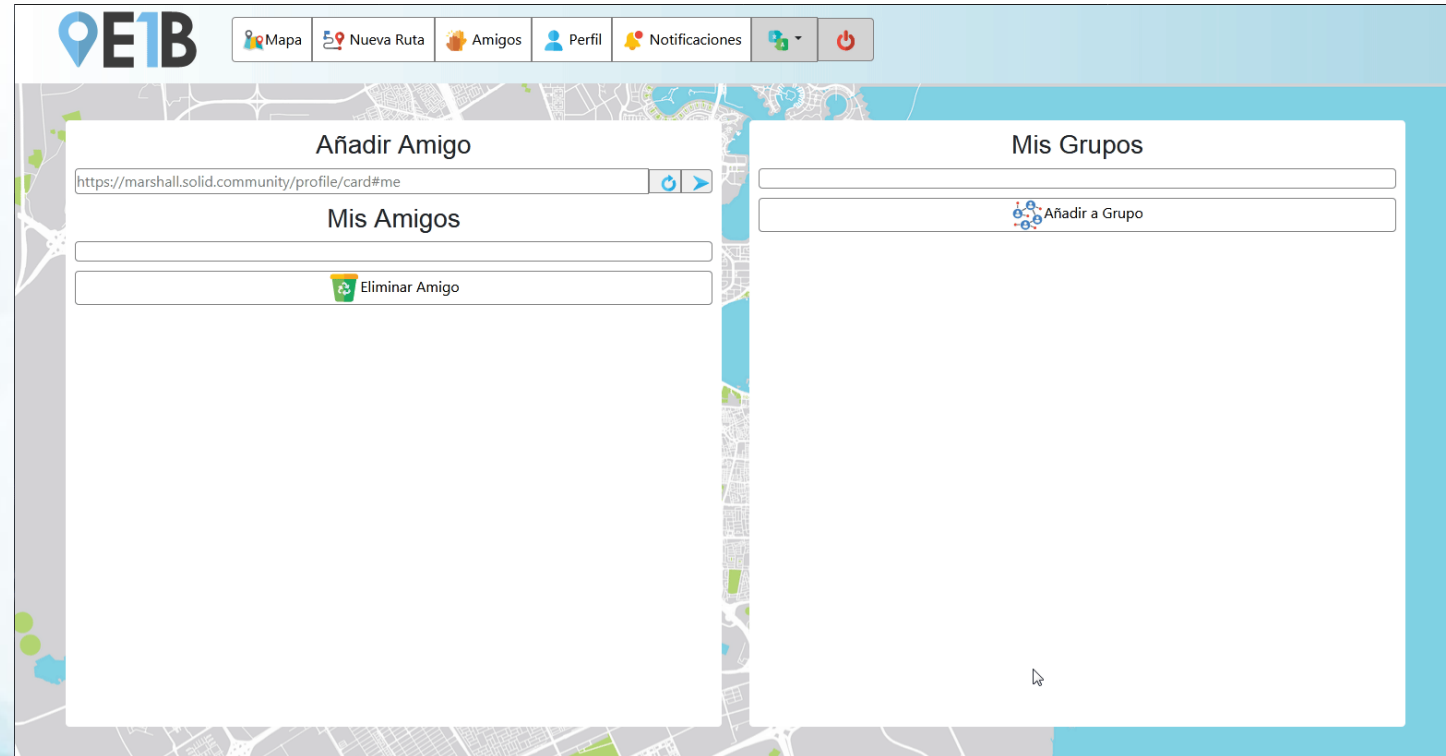 E1B
Mapa
Nueva Ruta
Amigos
Perfil
Notificaciones
Añadir Amigo
https://marshall.solid.community/profile/card#me
Mis Amigos
Eliminar Amigo
Mis Grupos
Añadir a Grupo